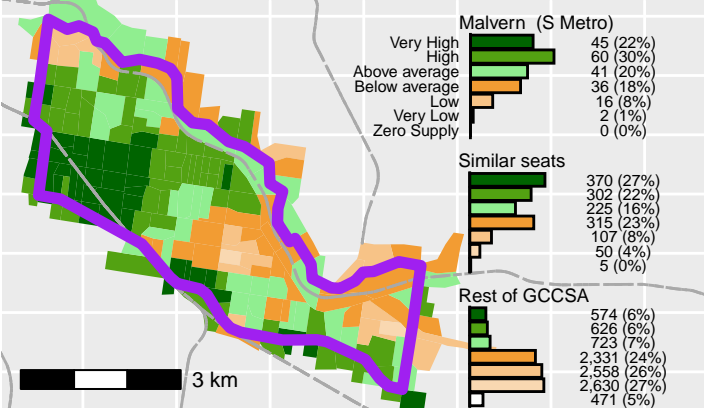 Malvern (S Metro)
Very High 45 (22%)
High 60 (30%)
Above average 41 (20%)
Below average 36 (18%)
Low 16 (8%)
Very Low 2 (1%)
Zero Supply 0 (0%)
Similar seats
370 (27%)
302 (22%)
225 (16%)
315 (23%)
107 (8%)
50 (4%)
5 (0%)
Rest of GCCSA
574 (6%)
626 (6%)
723 (7%)
2,331 (24%)
2,558 (26%)
2,630 (27%)
471 (5%)
3 km